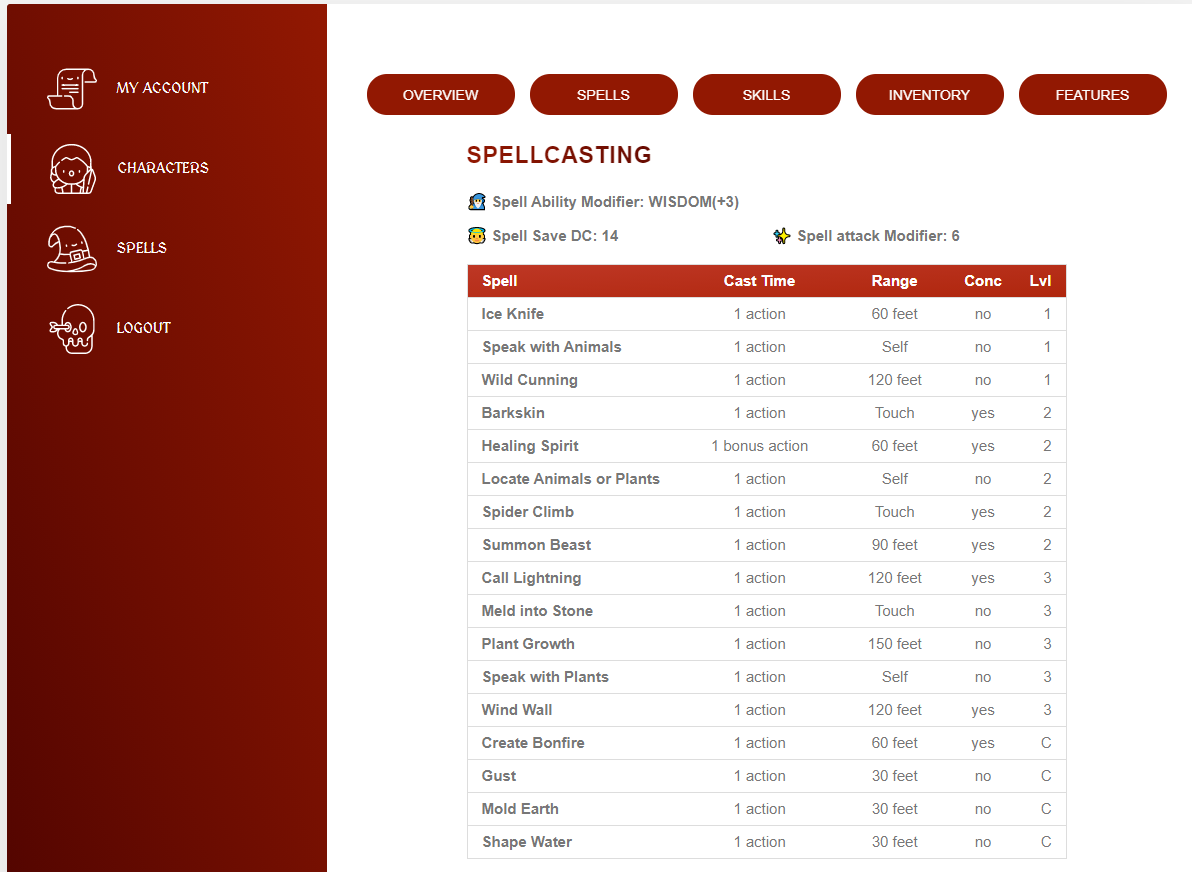 MY ACCOUNT
CHARACTERS
SPELLS
LOGOUT
OVERVIEW SPELLS SKILLS INVENTORY FEATURES
SPELLCASTING
Spell Ability Modifier: WISDOM(+3)
Spell Save DC: 14 Spell attack Modifier: 6
Spell Cast Time Range Conc Lvl
Ice Knife 1 action 60 feet no 1
Speak with Animals 1 action Self no 1
Wild Cunning 1 action 120 feet no 1
Barkskin 1 action Touch yes 2
Healing Spirit 1 bonus action 60 feet yes 2
Locate Animals or Plants 1 action Self no 2
Spider Climb 1 action Touch yes 2
Summon Beast 1 action 90 feet yes 2
Call Lightning 1 action 120 feet yes 3
Meld into Stone 1 action Touch no 3
Plant Growth 1 action 150 feet no 3
Speak with Plants 1 action Self no 3
Wind Wall 1 action 120 feet yes 3
Create Bonfire 1 action 60 feet yes C
Gust 1 action 30 feet no C
Mold Earth 1 action 30 feet no C
Shape Water 1 action 30 feet no C